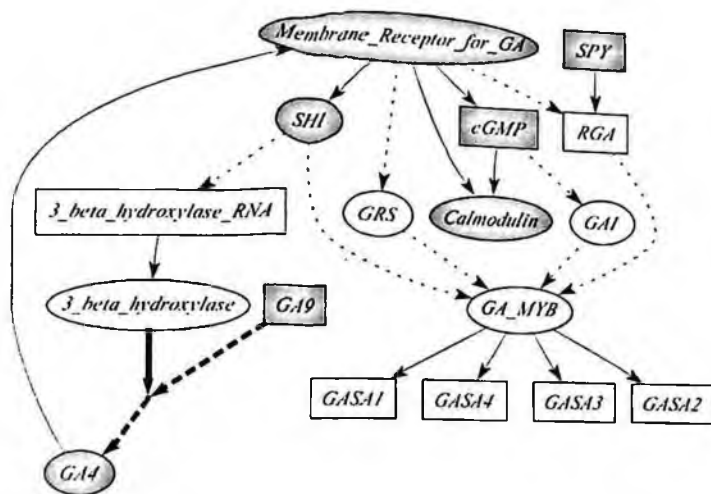 Membrane_Receptor_for_GA
SPY
SHI
cGMP
RGA
3_beta_hydroxylase_RNA
GRS
Calmodulin
GAI
3_beta_hydroxylase
GA9
GA_MYB
GASA1
GASA4
GASA3
GASA2
GA4